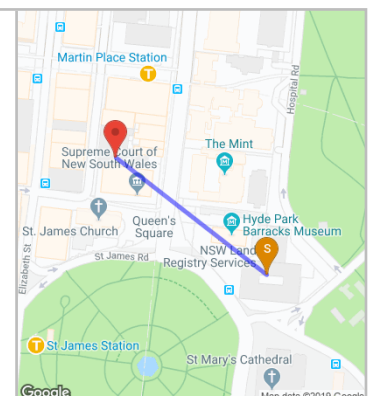 Martin Place Station
T
Hospital Rd
Supreme Court of
New South Wales
The Mint
St. James Church
Queen's
Square
Hyde Park
Barracks Museum
NSW Land
Registry Services
S
St James Rd
Elizabeth St
T St James Station
St Mary's Cathedral
Google
Map data ©2019 Google